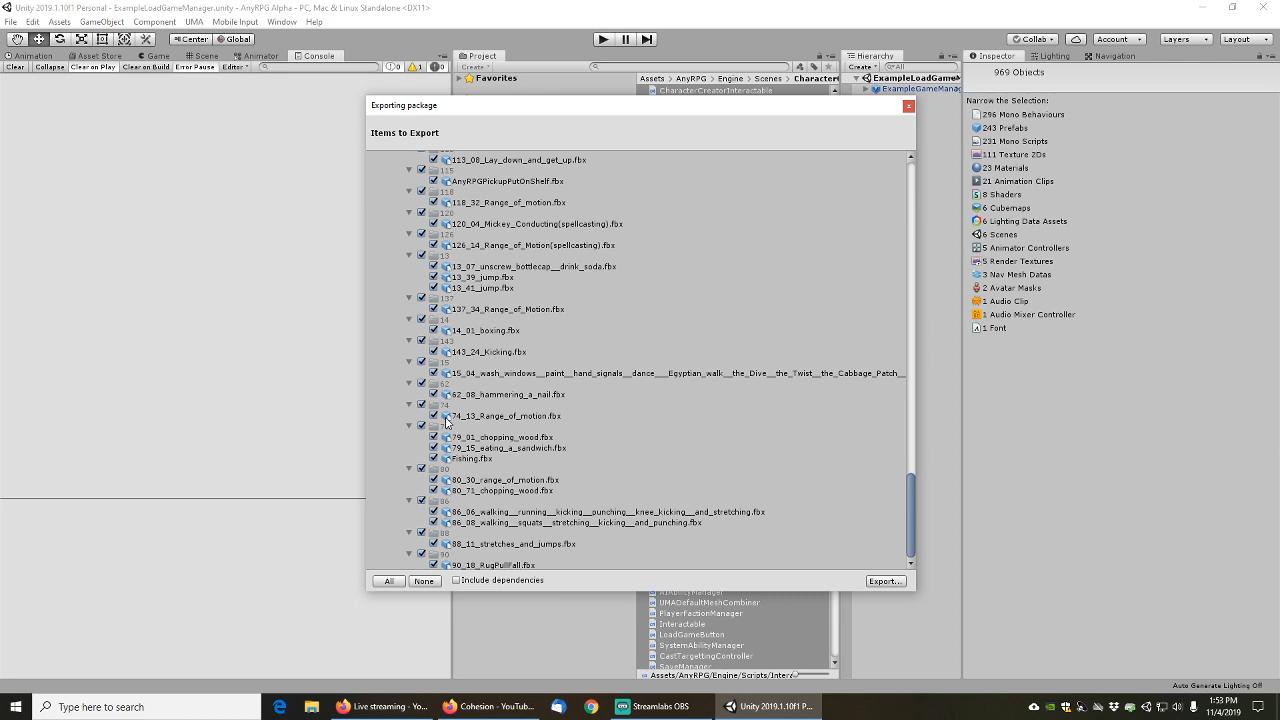 Unity 2019.1.10f1 Personal - ExampleLoadGameManager.unity - AnyRPG Alpha - PC, Mac & Linux Standalone <DX11>
File Edit Assets GameObject Component UMA Mobile Input Window Help
Center Global Collab Account Layers Layout
Animation Asset Store Game Scene Animator Console Project Hierarchy Inspector Lighting Navigation
Clear Collapse Clear on Play Clear on Build Error Pause Editor 0 1 0 Create Create All 969 Objects
Favorites Assets > AnyRPG > Engine > Scenes > Character ExampleLoadGame
CharacterCreatorInteractable ExampleGameManag
Narrow the Selection:
296 Mono Behaviours
243 Prefabs
231 Mono Scripts
111 Texture 2Ds
23 Materials
21 Animation Clips
8 Shaders
6 Cubemaps
6 Lighting Data Assets
6 Scenes
5 Animator Controllers
5 Render Textures
3 Nav Mesh Datas
2 Avatar Masks
1 Audio Clip
1 Audio Mixer Controller
1 Font
Exporting package
x
Items to Export
113_08_Lay_down_and_get_up.fbx
115
AnyRPGPickupPutOnShelf.fbx
118
118_32_Range_of_motion.fbx
120
120_04_Mickey_Conducting(spellcasting).fbx
126
126_14_Range_of_Motion(spellcasting).fbx
13
13_07_unscrew_bottlecap__drink_soda.fbx
13_39_jump.fbx
13_41_jump.fbx
137
137_34_Range_of_Motion.fbx
14
14_01_boxing.fbx
143
143_24_Kicking.fbx
15
15_04_wash_windows__paint__hand_signals__dance___Egyptian_walk__the_Dive__the_Twist__the_Cabbage_Patch__
62
62_08_hammering_a_nail.fbx
74
74_13_Range_of_motion.fbx
79_01_chopping_wood.fbx
79_15_eating_a_sandwich.fbx
Fishing.fbx
80
80_30_range_of_motion.fbx
80_71_chopping_wood.fbx
86
86_06_walking__running__kicking__punching__knee_kicking__and_stretching.fbx
86_08_walking__squats__stretching__kicking__and_punching.fbx
88
88_11_stretches_and_jumps.fbx
90
90_18_RugPullFall.fbx
All None Include dependencies Export...
AIAbilityManager
UMADefaultMeshCombiner
PlayerFactionManager
Interactable
LoadGameButton
SystemAbilityManager
CastTargettingController
SaveManager
Assets/AnyRPG/Engine/Scripts/Intera
Auto Generate Lighting Off
Type here to search Live streaming - Yo... Cohesion - YouTub... Streamlabs OBS Unity 2019.1.10f1 P...
1:53 PM
11/4/2019